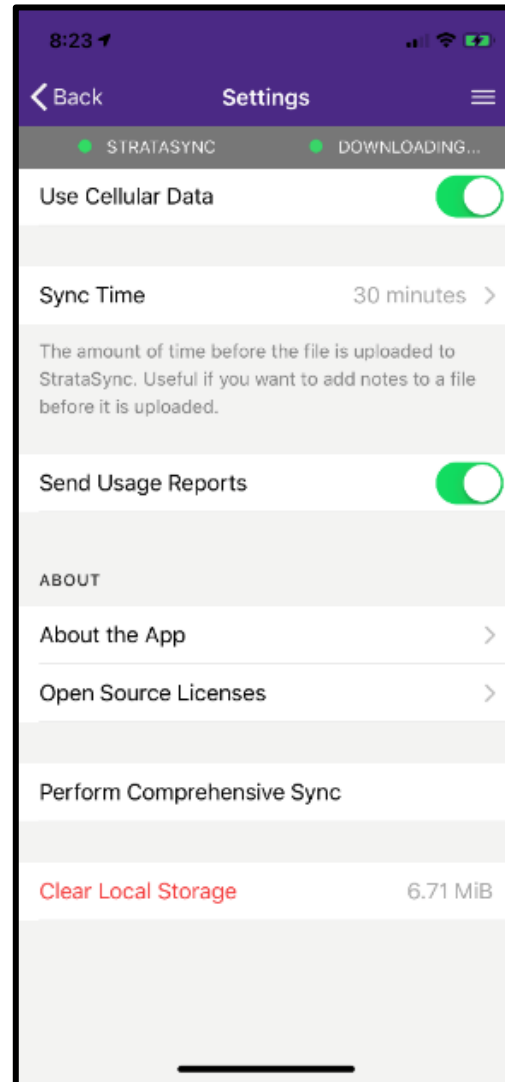 8:23
Back Settings
STRATASYNC DOWNLOADING...
Use Cellular Data
Sync Time 30 minutes
The amount of time before the file is uploaded to
StrataSync. Useful if you want to add notes to a file
before it is uploaded.
Send Usage Reports
ABOUT
About the App
Open Source Licenses
Perform Comprehensive Sync
Clear Local Storage 6.71 MiB